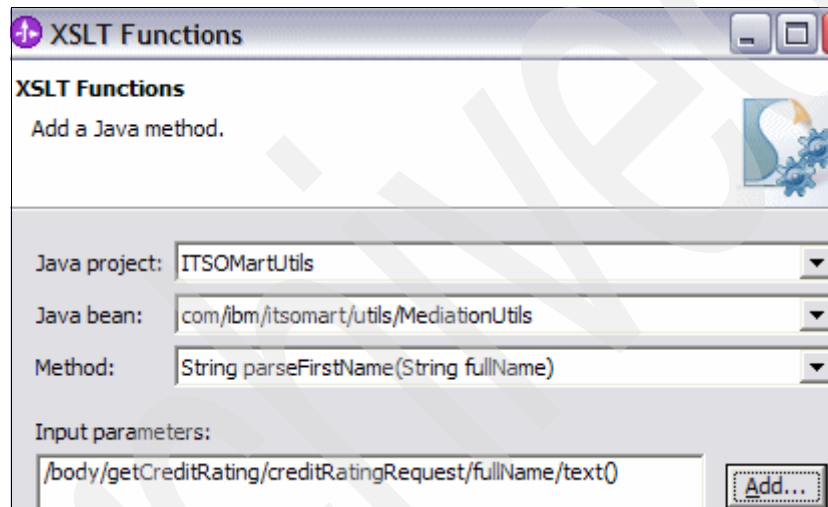 XSLT Functions
XSLT Functions
Add a Java method.
Java project: ITSOMartUtils
Java bean: com/ibm/itsomart/utils/MediationUtils
Method: String parseFirstName(String fullName)
Input parameters:
/body/getCreditRating/creditRatingRequest/fullName/text()
Add...